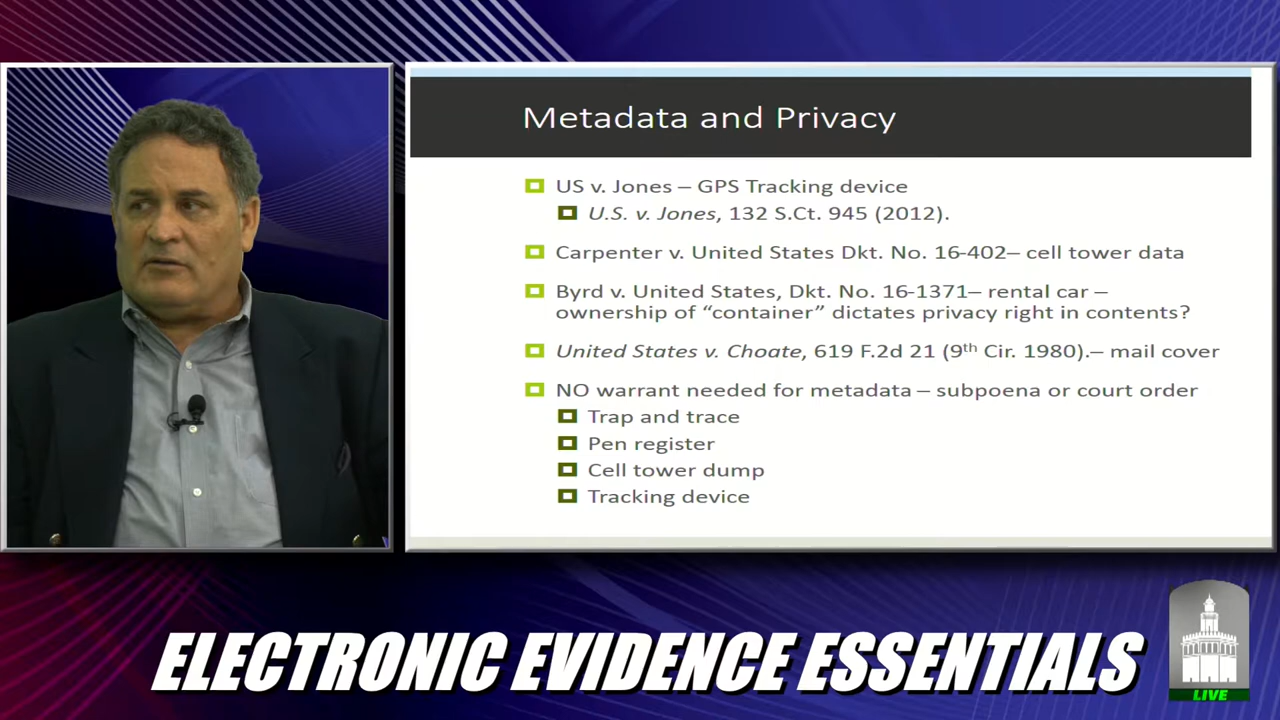 Metadata and Privacy
US v. Jones – GPS Tracking device
U.S. v. Jones, 132 S.Ct. 945 (2012).
Carpenter v. United States Dkt. No. 16-402– cell tower data
Byrd v. United States, Dkt. No. 16-1371– rental car –
ownership of “container” dictates privacy right in contents?
United States v. Choate, 619 F.2d 21 (9th Cir. 1980).– mail cover
NO warrant needed for metadata – subpoena or court order
Trap and trace
Pen register
Cell tower dump
Tracking device
ELECTRONIC EVIDENCE ESSENTIALS
LIVE